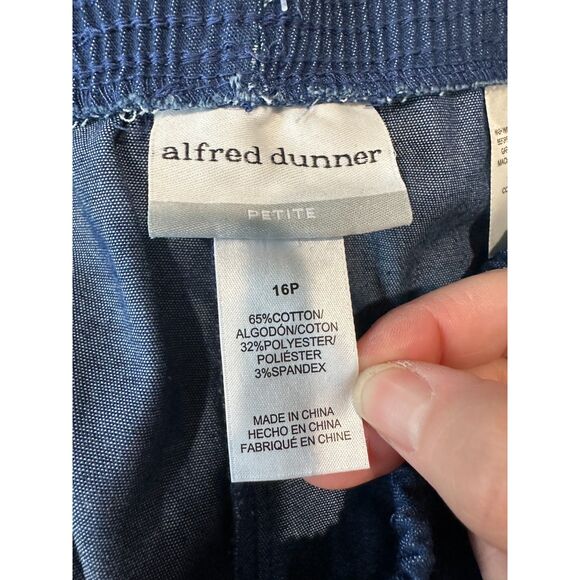 alfred dunner
PETITE
16P
65%COTTON/
ALGODÓN/COTON
32%POLYESTER/
POLIÉSTER
3%SPANDEX
MADE IN CHINA
HECHO EN CHINA
FABRIQUÉ EN CHINE